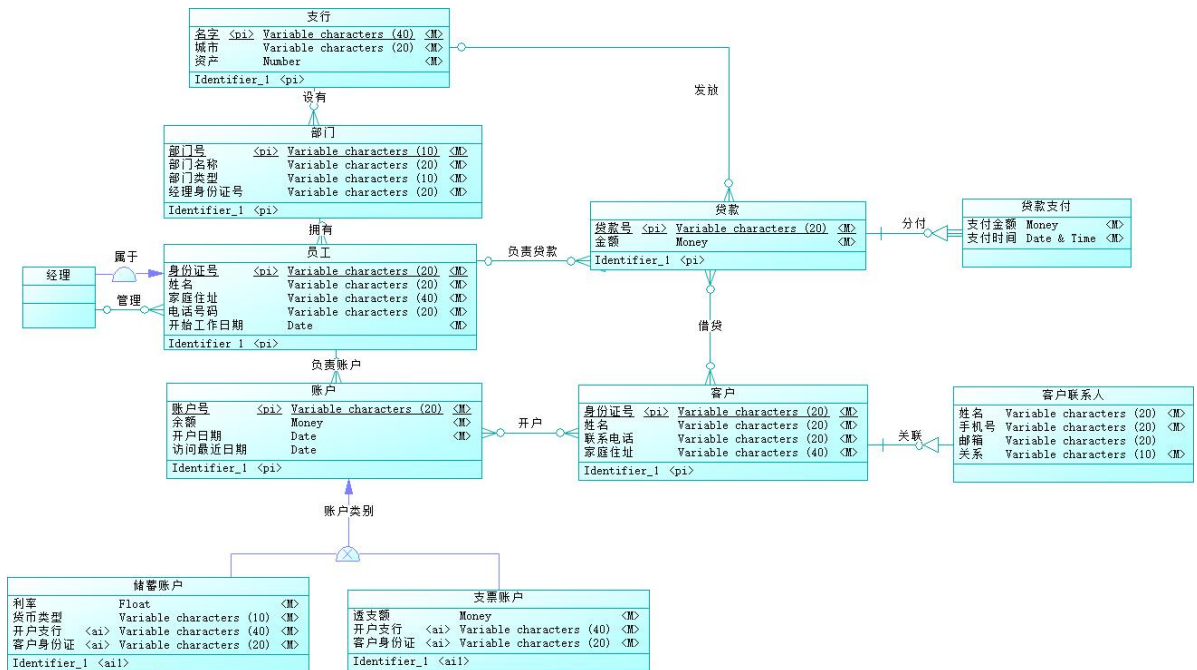 支行
名字 <pi> Variable characters (40) <M>
城市 Variable characters (20) <M>
资产 Number <M>
Identifier_1 <pi>
设有
发放
部门
部门号 <pi> Variable characters (10) <M>
部门名称 Variable characters (20) <M>
部门类型 Variable characters (10) <M>
经理身份证号 Variable characters (20) <M>
Identifier_1 <pi>
拥有
贷款
贷款号 <pi> Variable characters (20) <M>
金额 Money <M>
Identifier_1 <pi>
分付
贷款支付
支付金额 Money <M>
支付时间 Date & Time <M>
经理
属于
管理
员工
身份证号 <pi> Variable characters (20) <M>
姓名 Variable characters (20) <M>
家庭住址 Variable characters (40) <M>
电话号码 Variable characters (20) <M>
开始工作日期 Date <M>
Identifier_1 <pi>
负责贷款
借贷
负责账户
账户
账户号 <pi> Variable characters (20) <M>
余额 Money <M>
开户日期 Date <M>
访问最近日期 Date
Identifier_1 <pi>
开户
客户
身份证号 <pi> Variable characters (20) <M>
姓名 Variable characters (20) <M>
联系电话 Variable characters (20) <M>
家庭住址 Variable characters (40) <M>
Identifier_1 <pi>
关联
客户联系人
姓名 Variable characters (20) <M>
手机号 Variable characters (20) <M>
邮箱 Variable characters (20)
关系 Variable characters (10) <M>
账户类别
储蓄账户
利率 Float <M>
货币类型 Variable characters (10) <M>
开户支行 <ai> Variable characters (40) <M>
客户身份证 <ai> Variable characters (20) <M>
Identifier_1 <ai1>
支票账户
透支额 Money <M>
开户支行 <ai> Variable characters (40) <M>
客户身份证 <ai> Variable characters (20) <M>
Identifier_1 <ai1>